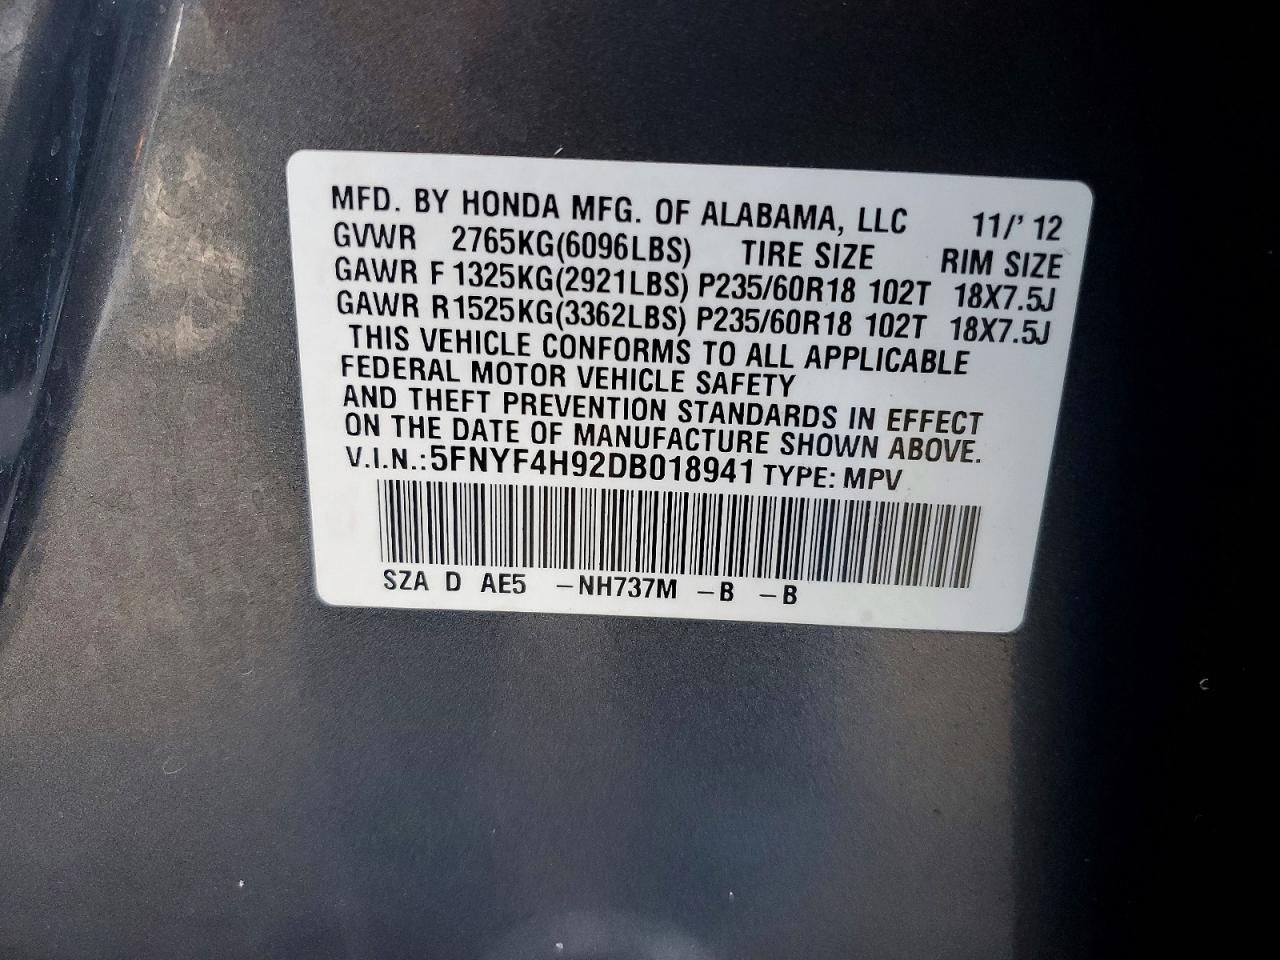 MFD. BY HONDA MFG. OF ALABAMA, LLC 11/' 12
GVWR 2765KG(6096LBS) TIRE SIZE RIM SIZE
GAWR F 1325KG(2921LBS) P235/60R18 102T 18X7.5J
GAWR R1525KG(3362LBS) P235/60R18 102T 18X7.5J
THIS VEHICLE CONFORMS TO ALL APPLICABLE
FEDERAL MOTOR VEHICLE SAFETY
AND THEFT PREVENTION STANDARDS IN EFFECT
ON THE DATE OF MANUFACTURE SHOWN ABOVE.
V.I.N.:5FNYF4H92DB018941 TYPE: MPV
SZA D AE5 -NH737M -B -B